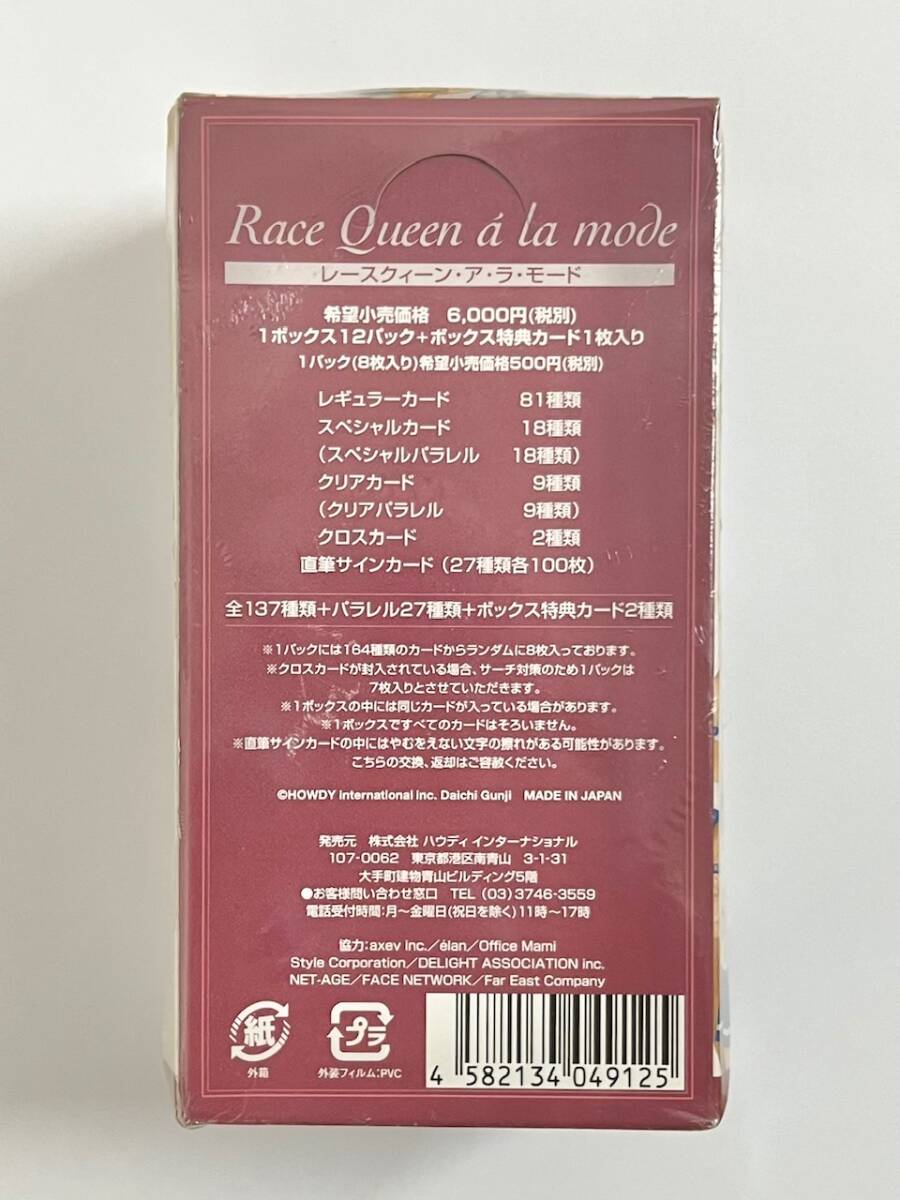 Race Queen á la mode
レースクィーン・ア・ラ・モード
希望小売価格 6,000円(税別)
1ボックス12パック+ボックス特典カード1枚入り
1パック(8枚入り)希望小売価格500円(税別)
レギュラーカード 81種類
スペシャルカード 18種類
(スペシャルパラレル 18種類)
クリアカード 9種類
(クリアパラレル 9種類)
クロスカード 2種類
直筆サインカード (27種類各100枚)
全137種類+パラレル27種類+ボックス特典カード2種類
※1パックには164種類のカードからランダムに8枚入っております。
※クロスカードが封入されている場合、サーチ対策のため1パックは
7枚入りとさせていただきます。
※1ボックスの中には同じカードが入っている場合があります。
※1ボックスですべてのカードはそろいません。
※直筆サインカードの中にはやむをえない文字の擦れがある可能性があります。
こちらの交換、返却はご容赦ください。
©HOWDY international inc. Daichi Gunji MADE IN JAPAN
発売元 株式会社 ハウディ インターナショナル
107-0062 東京都港区南青山 3-1-31
大手町建物青山ビルディング5階
●お客様問い合わせ窓口 TEL (03)3746-3559
電話受付時間:月〜金曜日(祝日を除く)11時〜17時
協力:axev inc./élan/Office Mami
Style Corporation/DELIGHT ASSOCIATION inc.
NET-AGE/FACE NETWORK/Far East Company
紙
外箱
プラ
外装フィルム:PVC
4 582134 049125